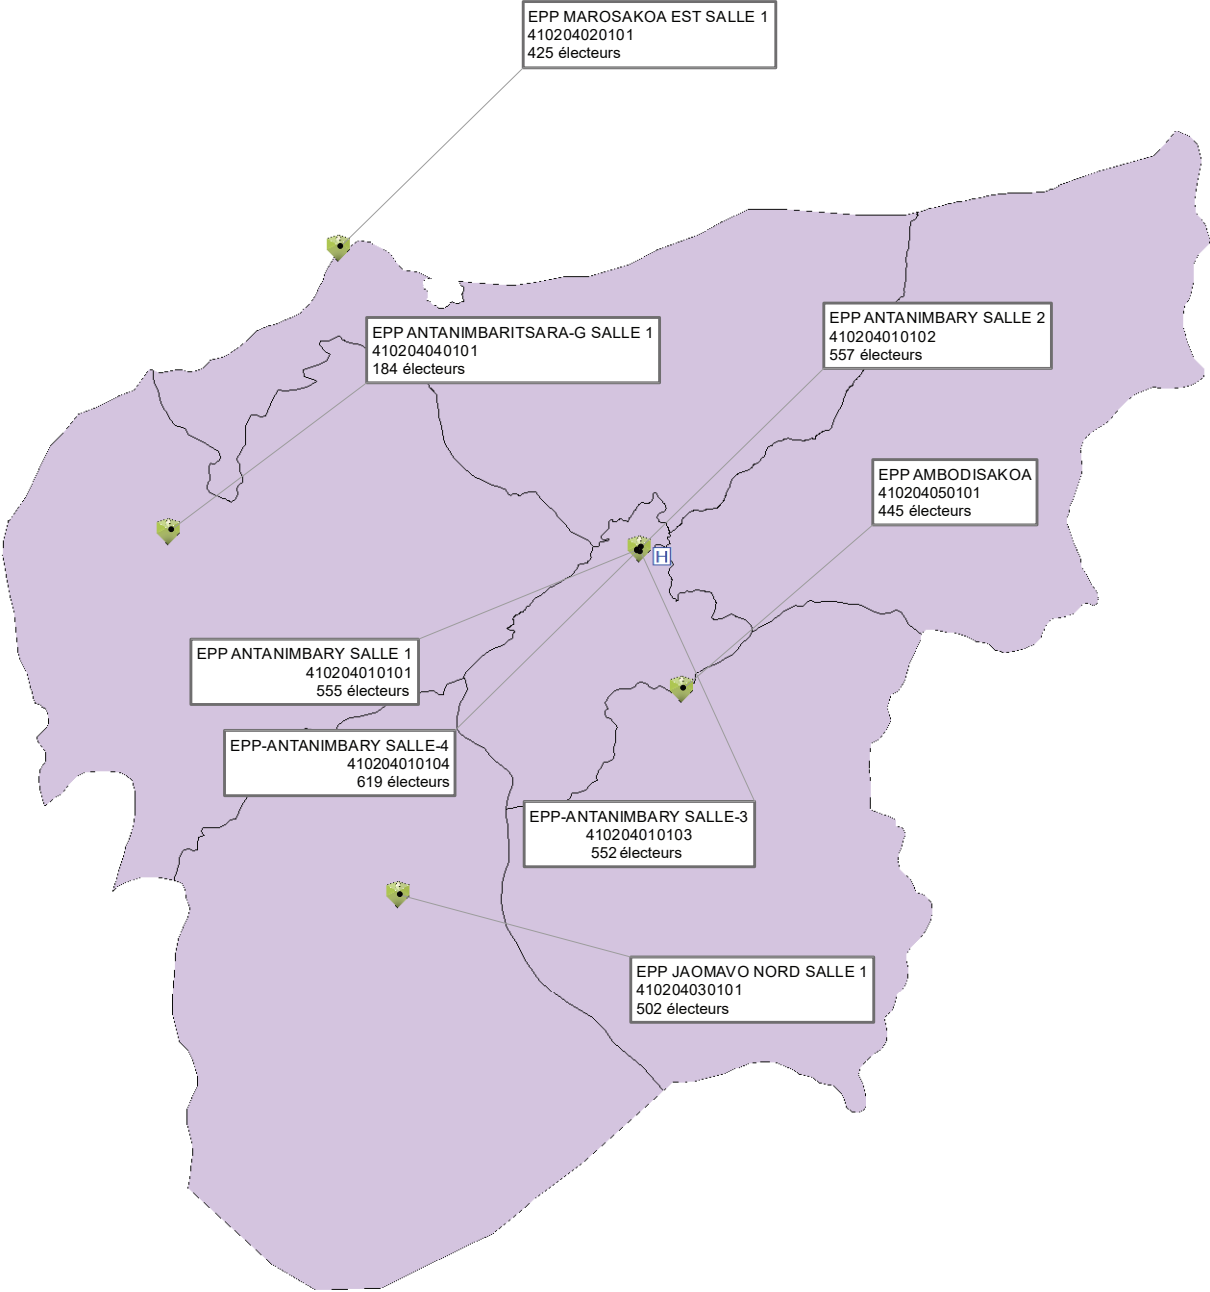 EPP MAROSAKOA EST SALLE 1
410204020101
425 électeurs
EPP ANTANIMBARY SALLE 2
410204010102
557 électeurs
EPP ANTANIMBARITSARA-G SALLE 1
410204040101
184 électeurs
EPP AMBODISAKOA
410204050101
445 électeurs
H
EPP ANTANIMBARY SALLE 1
410204010101
555 électeurs
EPP-ANTANIMBARY SALLE-4
410204010104
619 électeurs
EPP-ANTANIMBARY SALLE-3
410204010103
552 électeurs
EPP JAOMAVO NORD SALLE 1
410204030101
502 électeurs